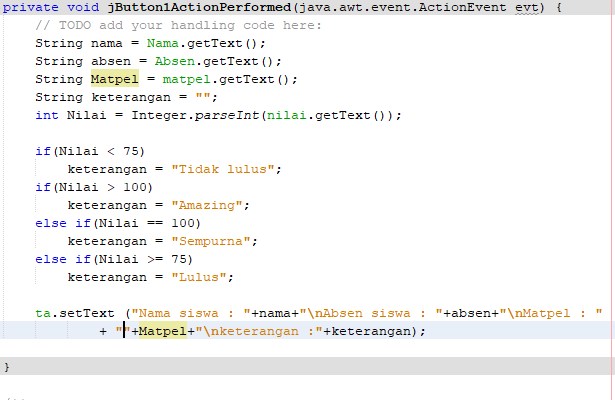 private void jButton1ActionPerformed(java.awt.event.ActionEvent evt) {
// TODO add your handling code here:
String nama = Nama.getText();
String absen = Absen.getText();
String Matpel = matpel.getText();
String keterangan = "";
int Nilai = Integer.parseInt(nilai.getText());
if(Nilai < 75)
keterangan = "Tidak lulus";
if(Nilai > 100)
keterangan = "Amazing";
else if(Nilai == 100)
keterangan = "Sempurna";
else if(Nilai >= 75)
keterangan = "Lulus";
ta.setText ("Nama siswa : "+nama+"\nAbsen siswa : "+absen+"\nMatpel : "
+ ""+Matpel+"\nketerangan :"+keterangan);
}